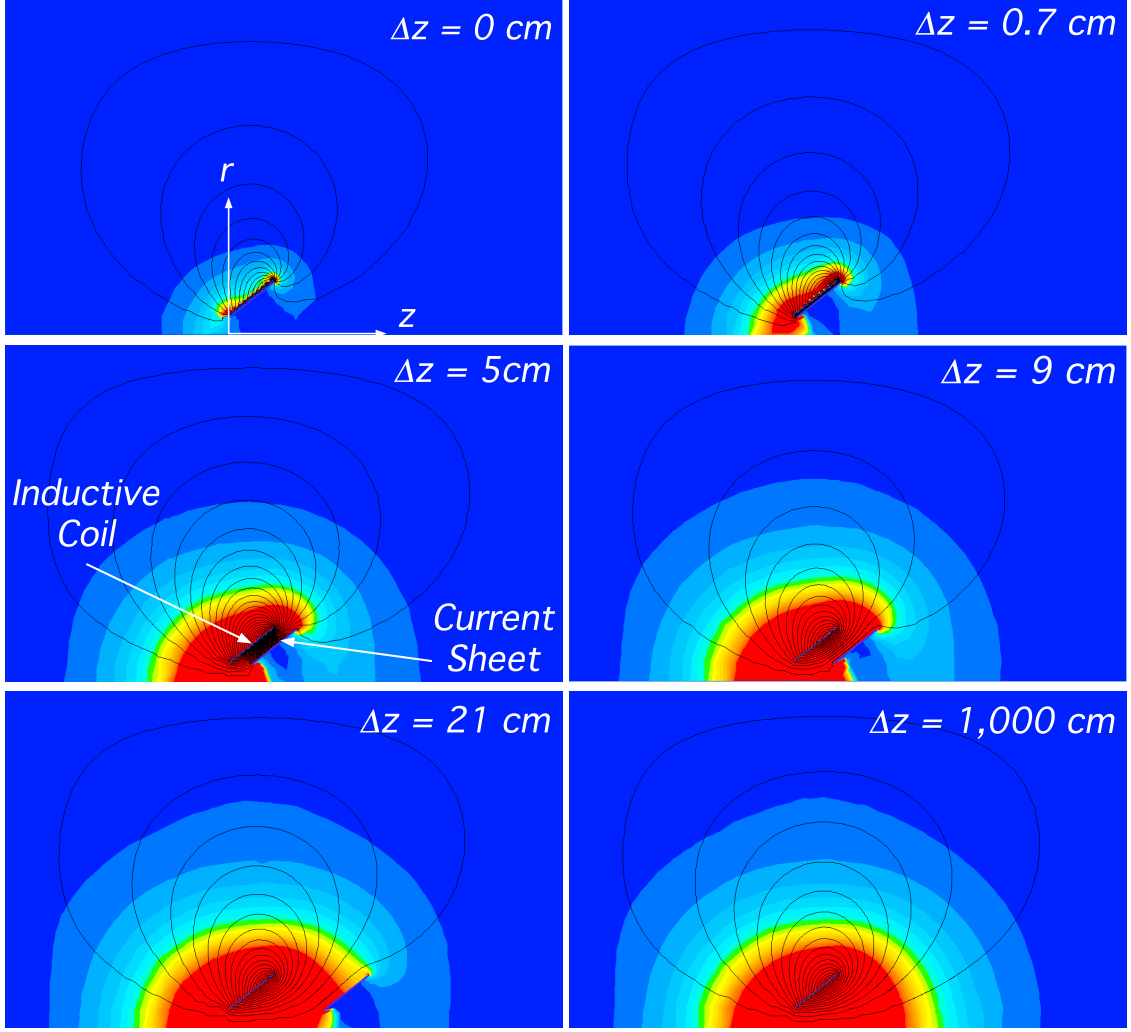 Δz = 0 cm
Δz = 0.7 cm
r
z
Δz = 5cm
Δz = 9 cm
Inductive
Coil
Current
Sheet
Δz = 21 cm
Δz = 1,000 cm